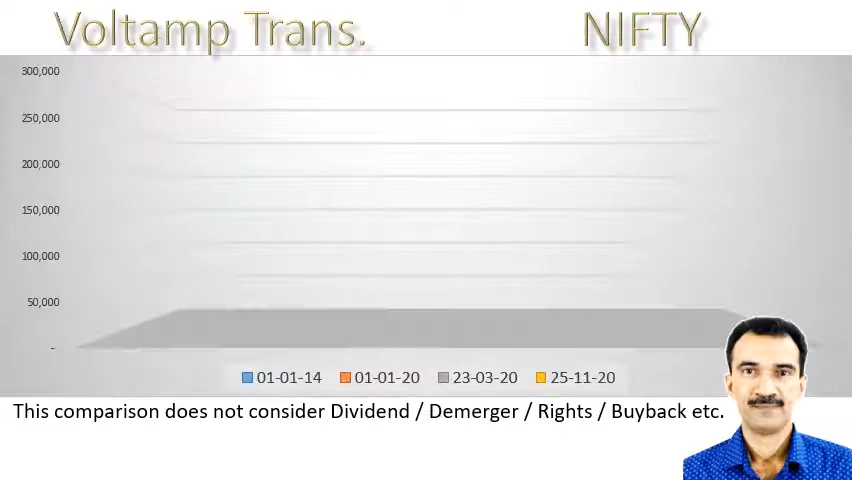 Voltamp Trans. NIFTY
300,000
250,000
200,000
150,000
100,000
50,000
-
01-01-14 01-01-20 23-03-20 25-11-20
This comparison does not consider Dividend / Demerger / Rights / Buyback etc.